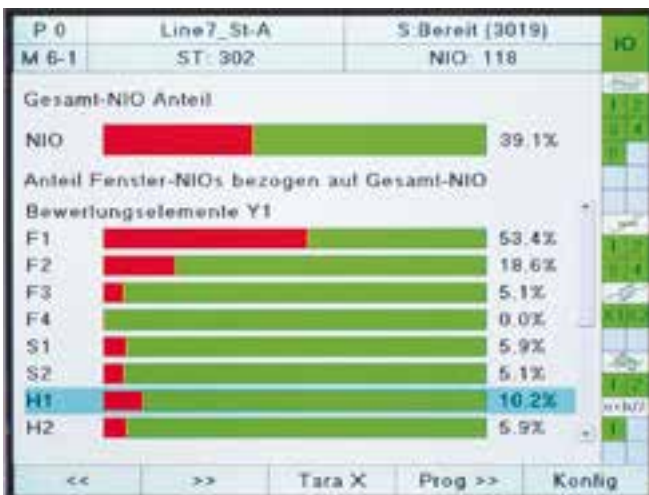 P 0 Line7_St-A S:Bereit (3019) IO
M 6-1 ST: 302 NIO: 118
Gesamt-NIO Anteil
NIO 39.1%
Anteil Fenster-NIOs bezogen auf Gesamt-NIO
Bewertungselemente Y1
F1 53.4%
F2 18.6%
F3 5.1%
F4 0.0%
S1 5.9%
S2 5.1%
H1 10.2%
H2 5.9%
<< >> Tara X Prog >> Konfig